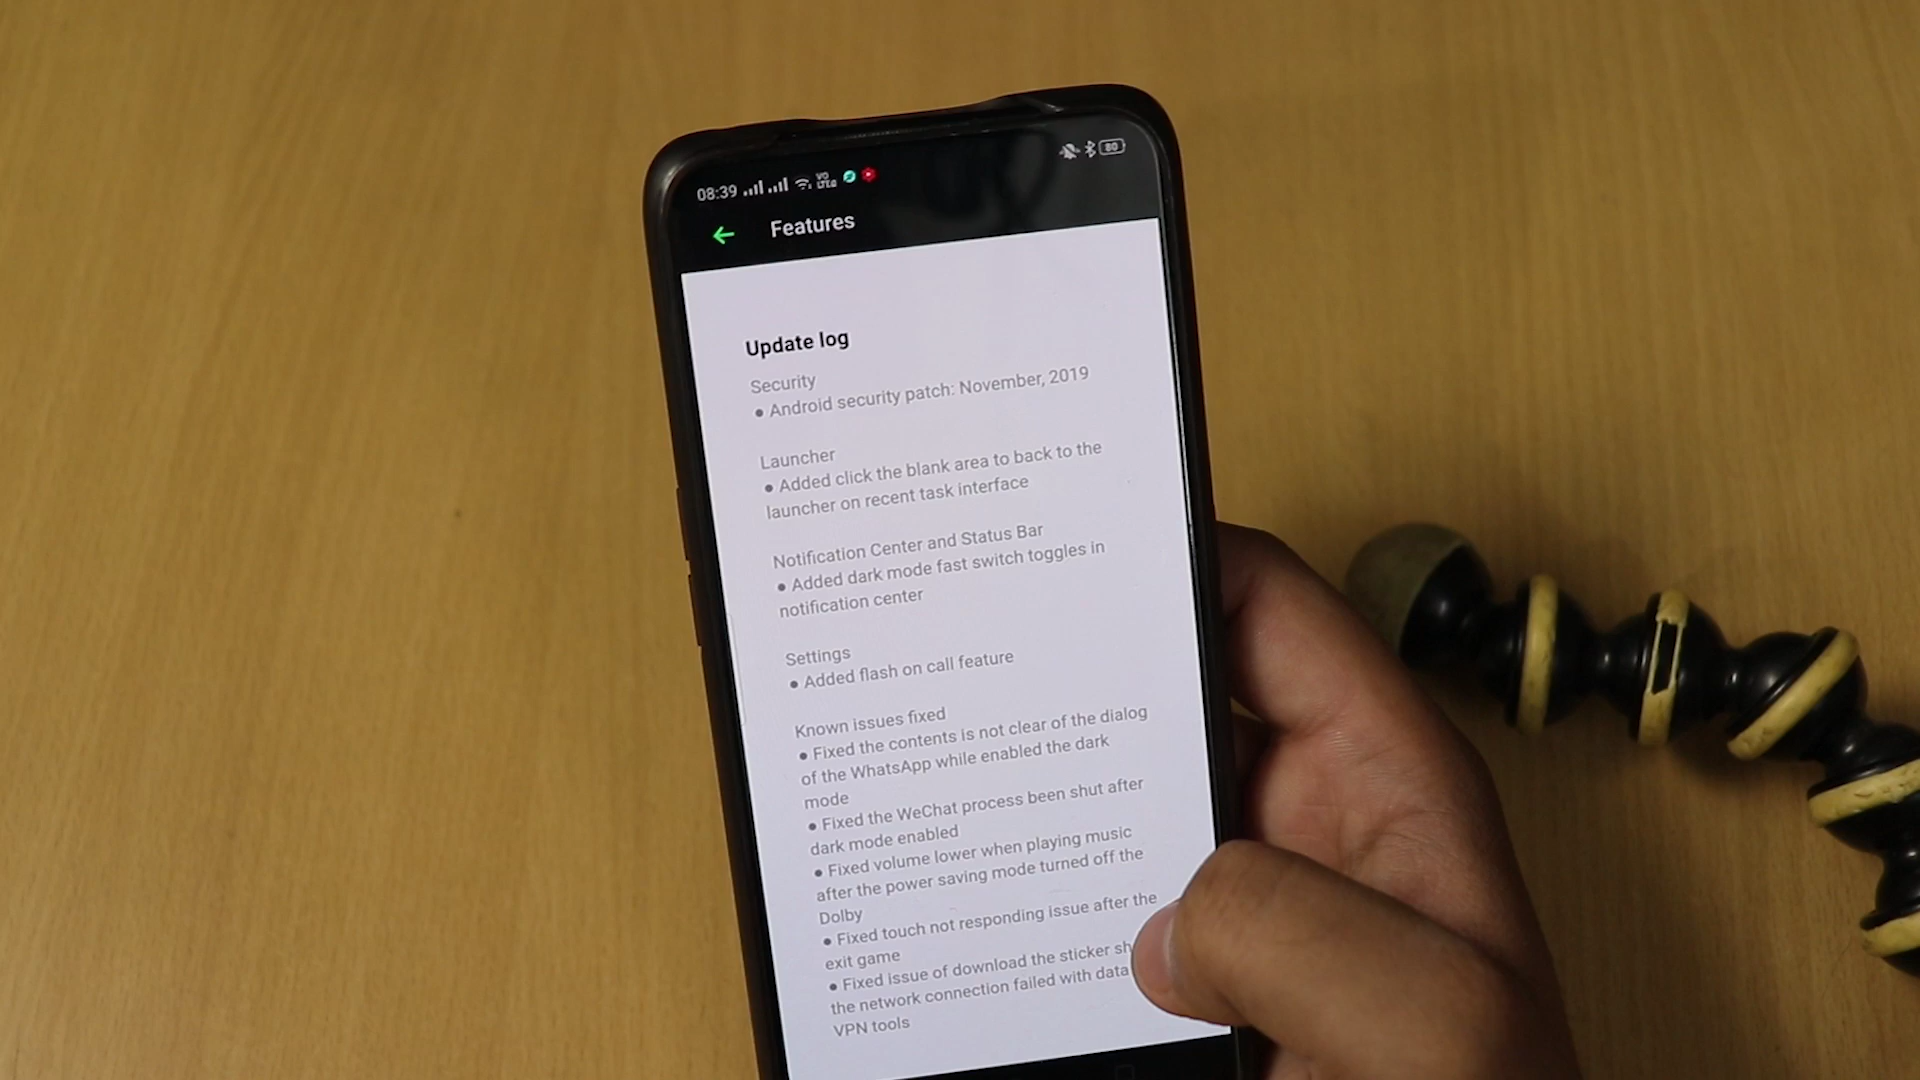 08:39 VO LTE 80
Features
Update log
Security
● Android security patch: November, 2019
Launcher
● Added click the blank area to back to the
launcher on recent task interface
Notification Center and Status Bar
● Added dark mode fast switch toggles in
notification center
Settings
● Added flash on call feature
Known issues fixed
● Fixed the contents is not clear of the dialog
of the WhatsApp while enabled the dark
mode
● Fixed the WeChat process been shut after
dark mode enabled
● Fixed volume lower when playing music
after the power saving mode turned off the
Dolby
● Fixed touch not responding issue after the
exit game
● Fixed issue of download the sticker
the network connection failed with data
VPN tools